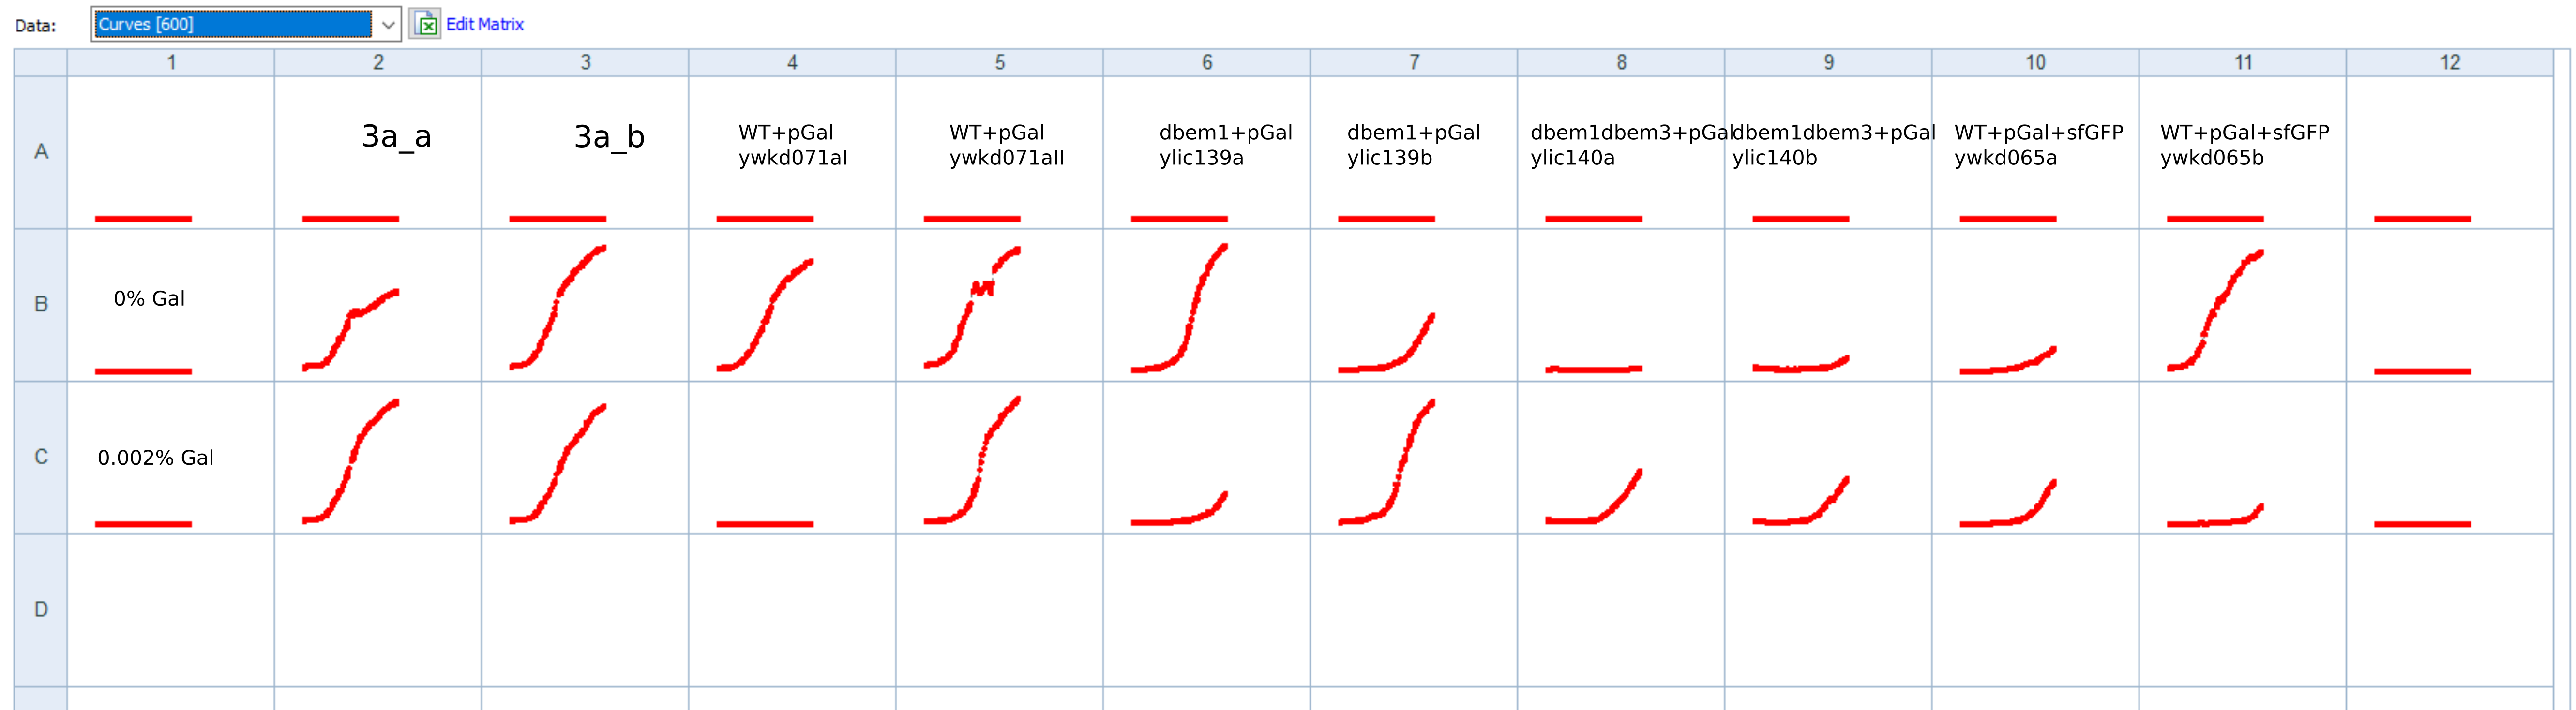 Data: Curves [600] Edit Matrix
1 2 3 4 5 6 7 8 9 10 11 12
A
3a_a
3a_b
WT+pGal
ywkd071aI
WT+pGal
ywkd071aII
dbem1+pGal
ylic139a
dbem1+pGal
ylic139b
dbem1dbem3+pGal
ylic140a
dbem1dbem3+pGal
ylic140b
WT+pGal+sfGFP
ywkd065a
WT+pGal+sfGFP
ywkd065b
B
0% Gal
C
0.002% Gal
D